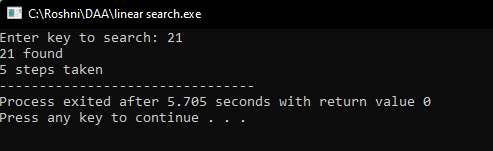 C:\Roshni\DAA\linear search.exe
Enter key to search: 21
21 found
5 steps taken
--------------------------------
Process exited after 5.705 seconds with return value 0
Press any key to continue . . .